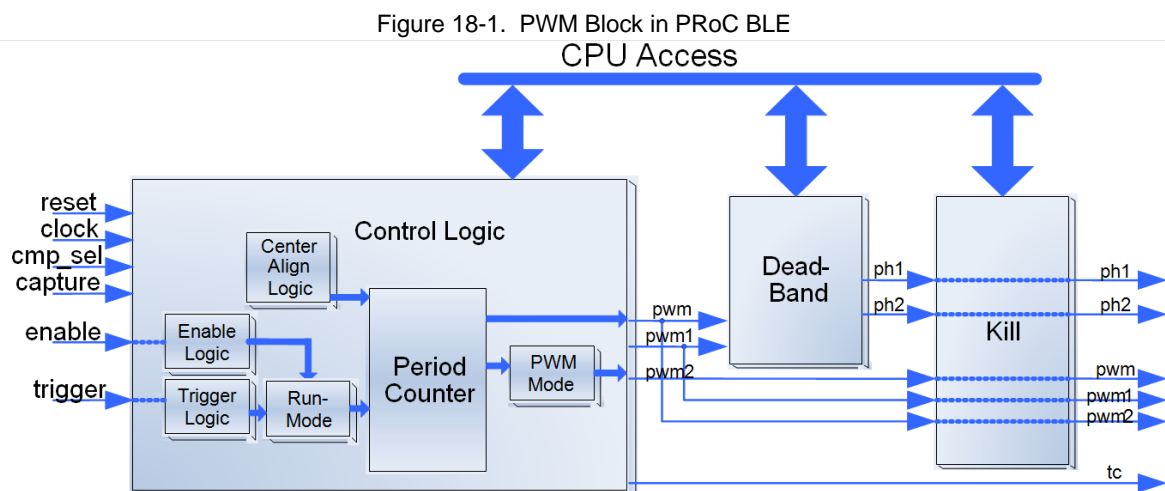 Figure 18-1. PWM Block in PRoC BLE
CPU Access
reset
clock
cmp_sel
capture
enable
trigger
Control Logic
Center
Align
Logic
Enable
Logic
Trigger
Logic
Run-
Mode
Period
Counter
PWM
Mode
pwm
pwm1
pwm2
Dead-
Band
ph1
ph2
Kill
ph1
ph2
pwm
pwm1
pwm2
tc